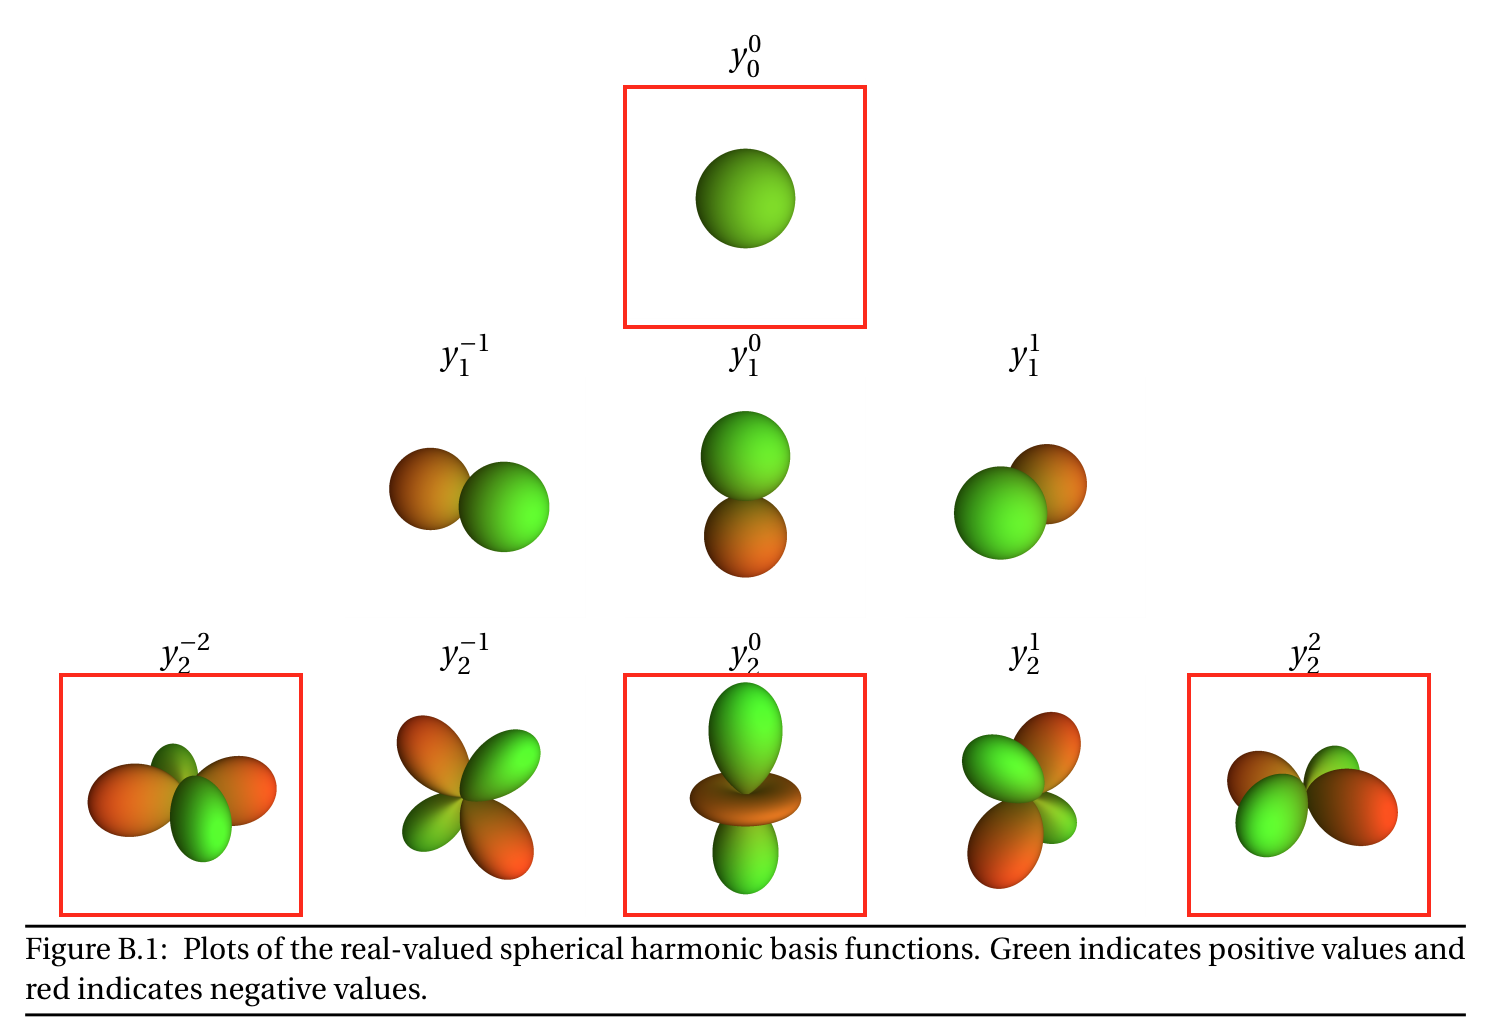 y_0^0
y_1^{-1} y_1^0 y_1^1
y_2^{-2} y_2^{-1} y_2^0 y_2^1 y_2^2
Figure B.1: Plots of the real-valued spherical harmonic basis functions. Green indicates positive values and
red indicates negative values.